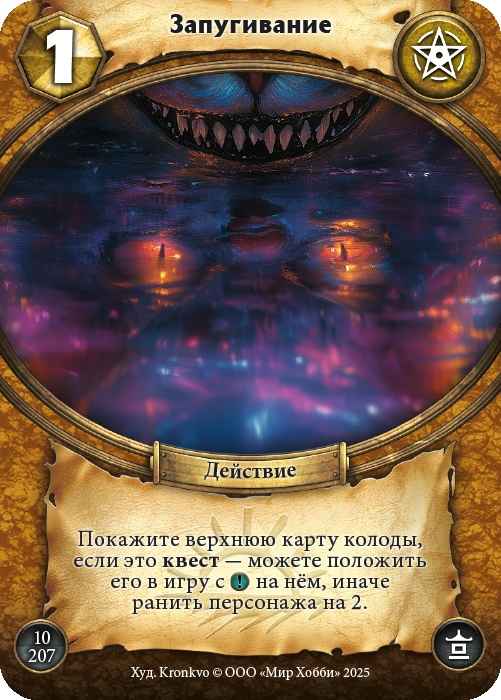 Запугивание
1
Действие
Покажите верхнюю карту колоды,
если это квест — можете положить
его в игру с ! на нём, иначе
ранить персонажа на 2.
10
207
Худ. Kronkvo © ООО «Мир Хобби» 2025